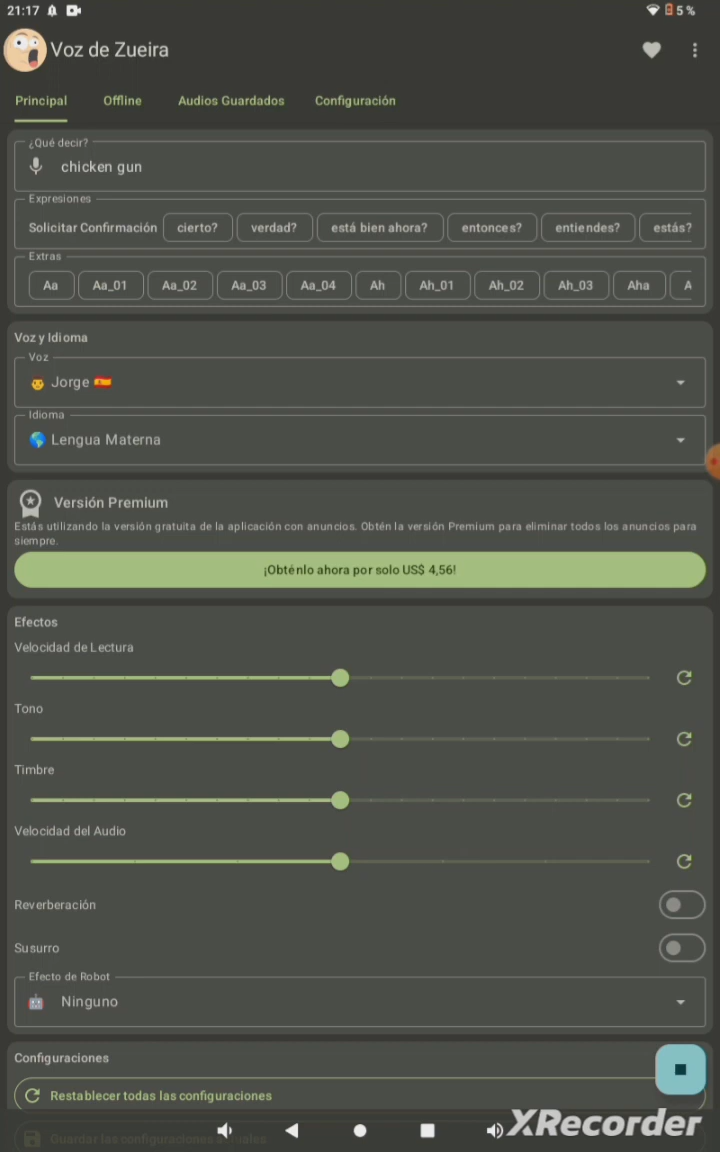 21:17
5 %
Voz de Zueira
Principal
Offline
Audios Guardados
Configuración
¿Qué decir?
chicken gun
Expresiones
Solicitar Confirmación
cierto?
verdad?
está bien ahora?
entonces?
entiendes?
estás?
Extras
Aa
Aa_01
Aa_02
Aa_03
Aa_04
Ah
Ah_01
Ah_02
Ah_03
Aha
A
Voz y Idioma
Voz
Jorge
Idioma
Lengua Materna
Versión Premium
Estás utilizando la versión gratuita de la aplicación con anuncios. Obtén la versión Premium para eliminar todos los anuncios para
siempre.
¡Obténlo ahora por solo US$ 4,56!
Efectos
Velocidad de Lectura
Tono
Timbre
Velocidad del Audio
Reverberación
Susurro
Efecto de Robot
Ninguno
Configuraciones
Restablecer todas las configuraciones
Guardar las configuraciones actuales
XRecorder